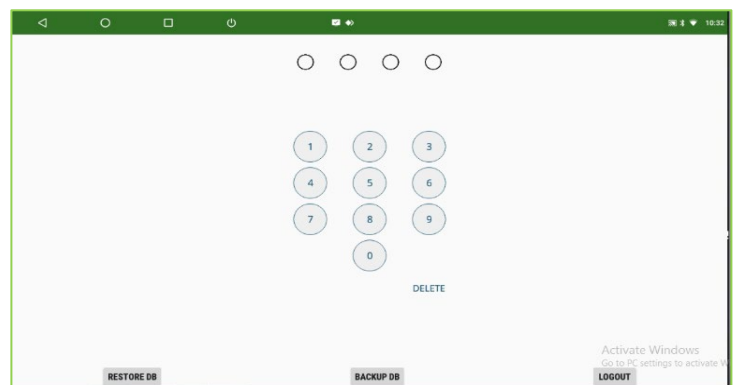 10:32
1 2 3
4 5 6
7 8 9
0
DELETE
Activate Windows
Go to PC settings to activate W
RESTORE DB BACKUP DB LOGOUT